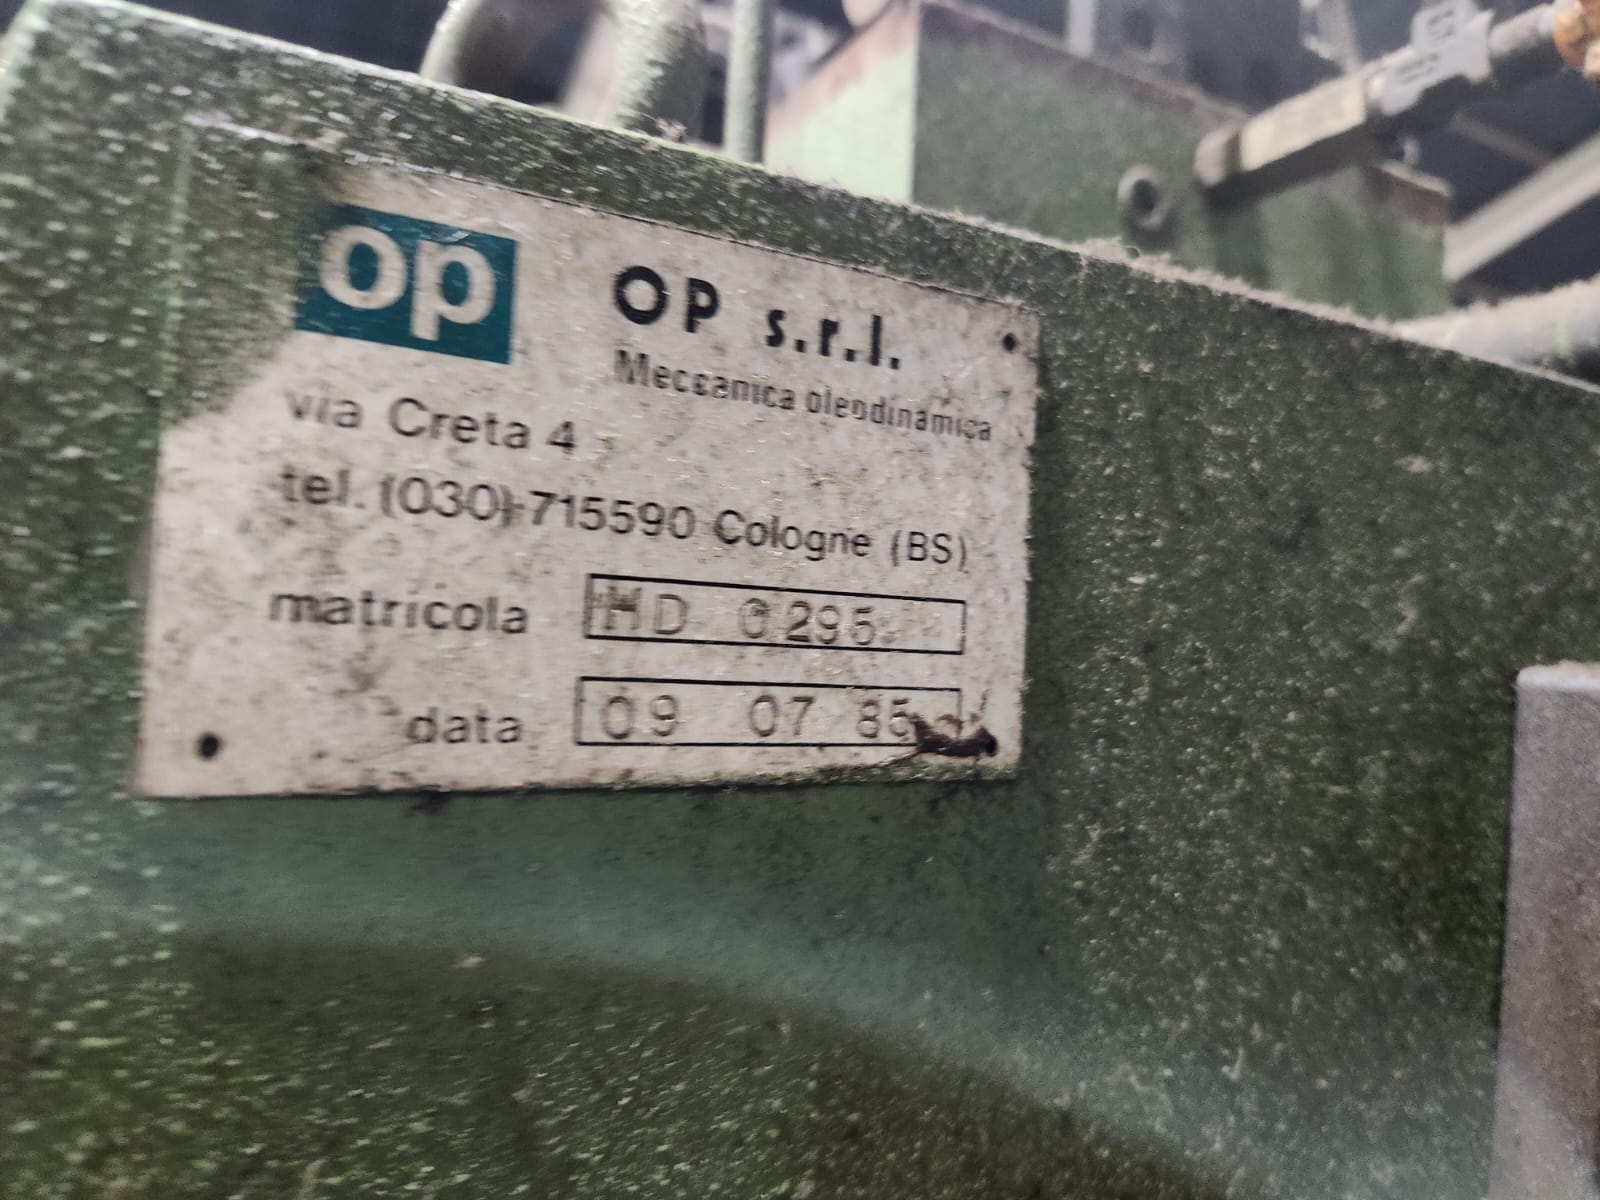 op
OP s.r.l.
Meccanica oleodinamica
via Creta 4
tel. (030)-715590 Cologne (BS)
matricola HD 0295
data 09 07 85